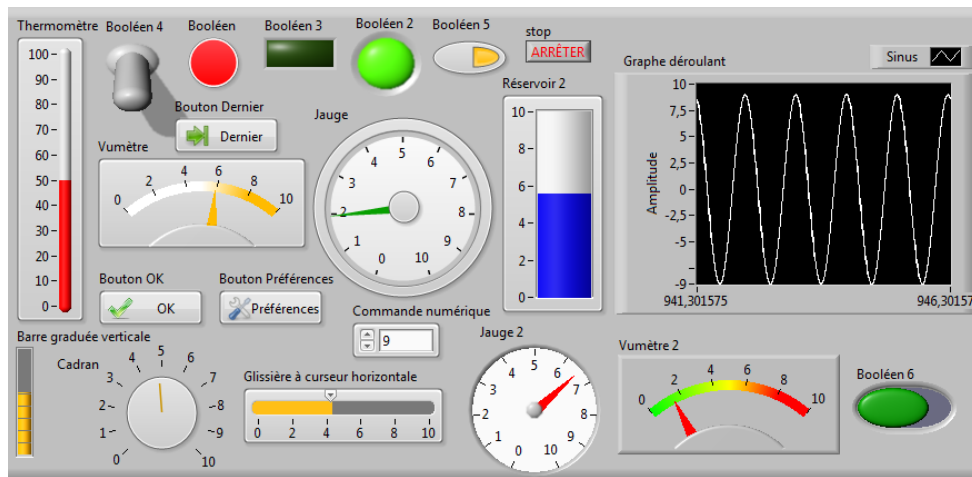 Thermomètre Booléen 4 Booléen Booléen 3 Booléen 2 Booléen 5 stop
ARRÊTER
100
90
80
70
60
50
40
30
20
10
0
Bouton Dernier
Dernier
Vumètre
0 2 4 6 8 10
Jauge
0 1 2 3 4 5 6 7 8 9 10
Réservoir 2
10
8
6
4
2
0
Graphe déroulant
Sinus
Amplitude
10
7,5
5
2,5
0
-2,5
-5
-9
941,301575 946,30157
Bouton OK
OK
Bouton Préférences
Préférences
Commande numérique
9
Barre graduée verticale
Cadran
0 1 2 3 4 5 6 7 8 9 10
Glissière à curseur horizontale
0 2 4 6 8 10
Jauge 2
0 1 2 3 4 5 6 7 8 9 10
Vumètre 2
0 2 4 6 8 10
Booléen 6